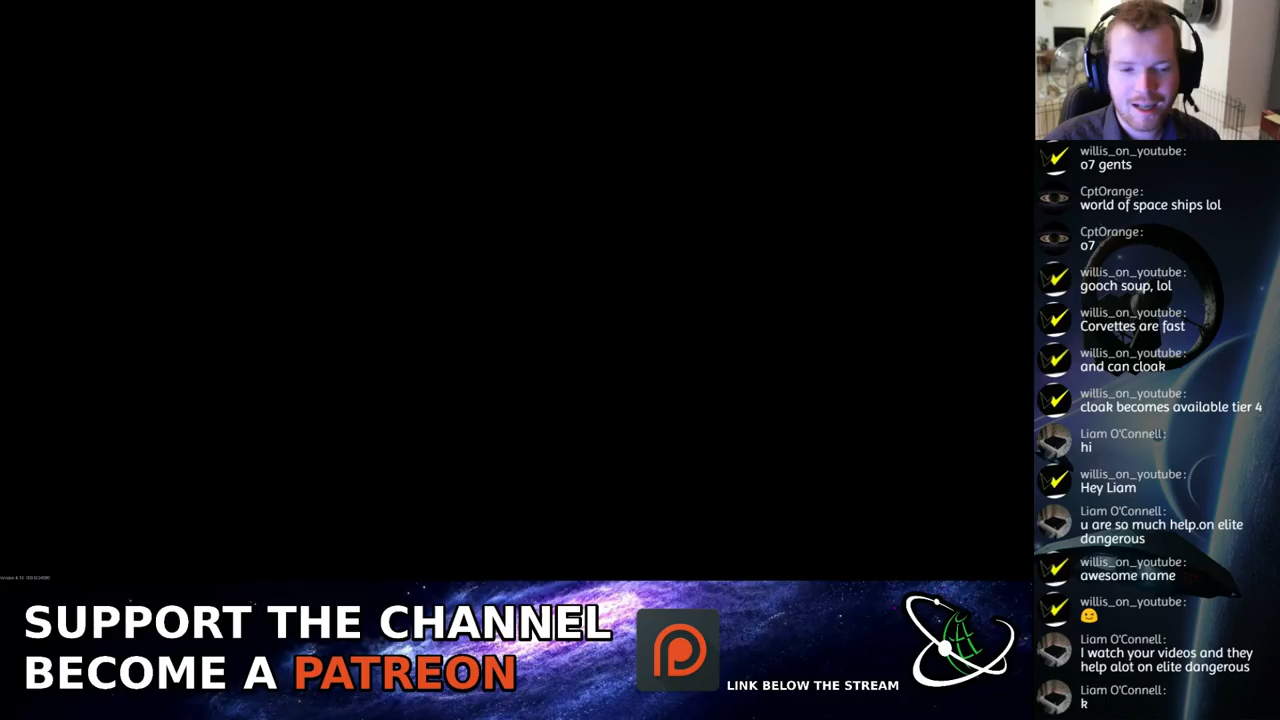 willis_on_youtube:
o7 gents
CptOrange:
world of space ships lol
CptOrange:
o7
willis_on_youtube:
gooch soup, lol
willis_on_youtube:
Corvettes are fast
willis_on_youtube:
and can cloak
willis_on_youtube:
cloak becomes available tier 4
Liam O'Connell:
hi
willis_on_youtube:
Hey Liam
Liam O'Connell:
u are so much help.on elite
dangerous
willis_on_youtube:
awesome name
willis_on_youtube:
Liam O'Connell:
I watch your videos and they
help alot on elite dangerous
Liam O'Connell:
k
SUPPORT THE CHANNEL
BECOME A PATREON
LINK BELOW THE STREAM